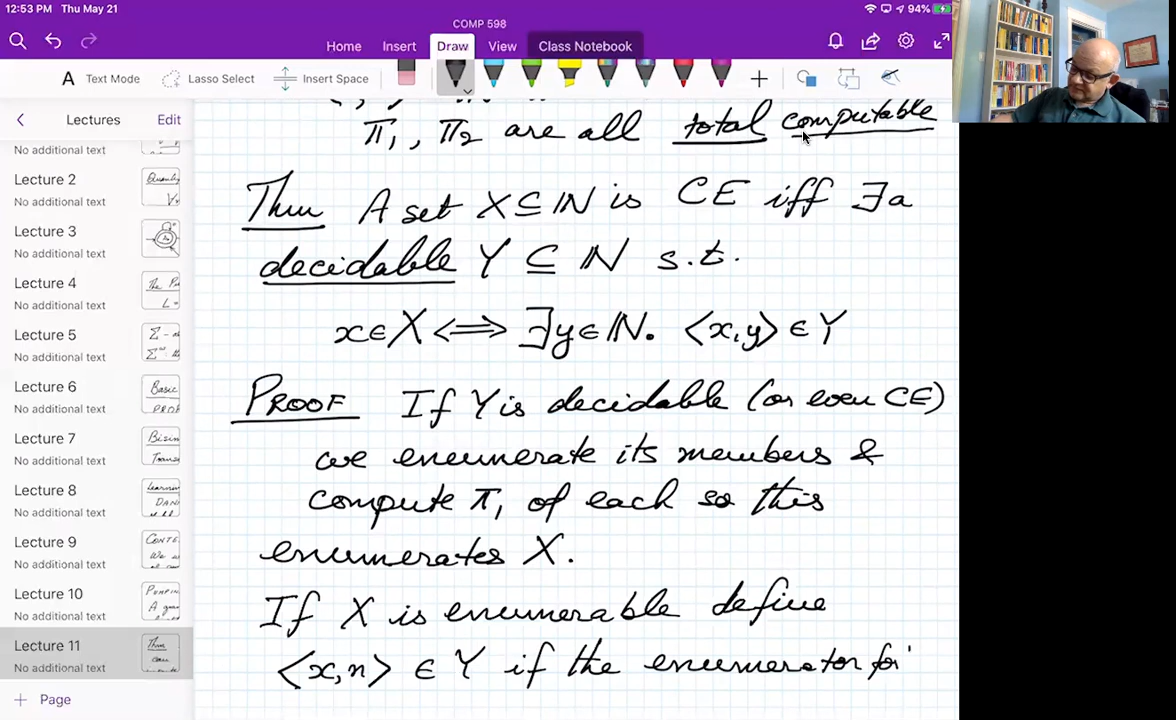 12:53 PM Thu May 21
94%
COMP 598
Home Insert Draw View Class Notebook
A Text Mode Lasso Select Insert Space
Lectures Edit
No additional text
Lecture 2
No additional text
Lecture 3
No additional text
Lecture 4
No additional text
Lecture 5
No additional text
Lecture 6
No additional text
Lecture 7
No additional text
Lecture 8
No additional text
Lecture 9
No additional text
Lecture 10
No additional text
Lecture 11
No additional text
+ Page
π₁, π₂ are all total computable
Thm A set X ⊆ ℕ is CE iff ∃ a
decidable Y ⊆ ℕ s.t.
x ∈ X ⟺ ∃y ∈ ℕ. ⟨x,y⟩ ∈ Y
PROOF If Y is decidable (or even CE)
we enumerate its members &
compute π₁ of each so this
enumerates X.
If X is enumerable define
⟨x,n⟩ ∈ Y if the enumerator for